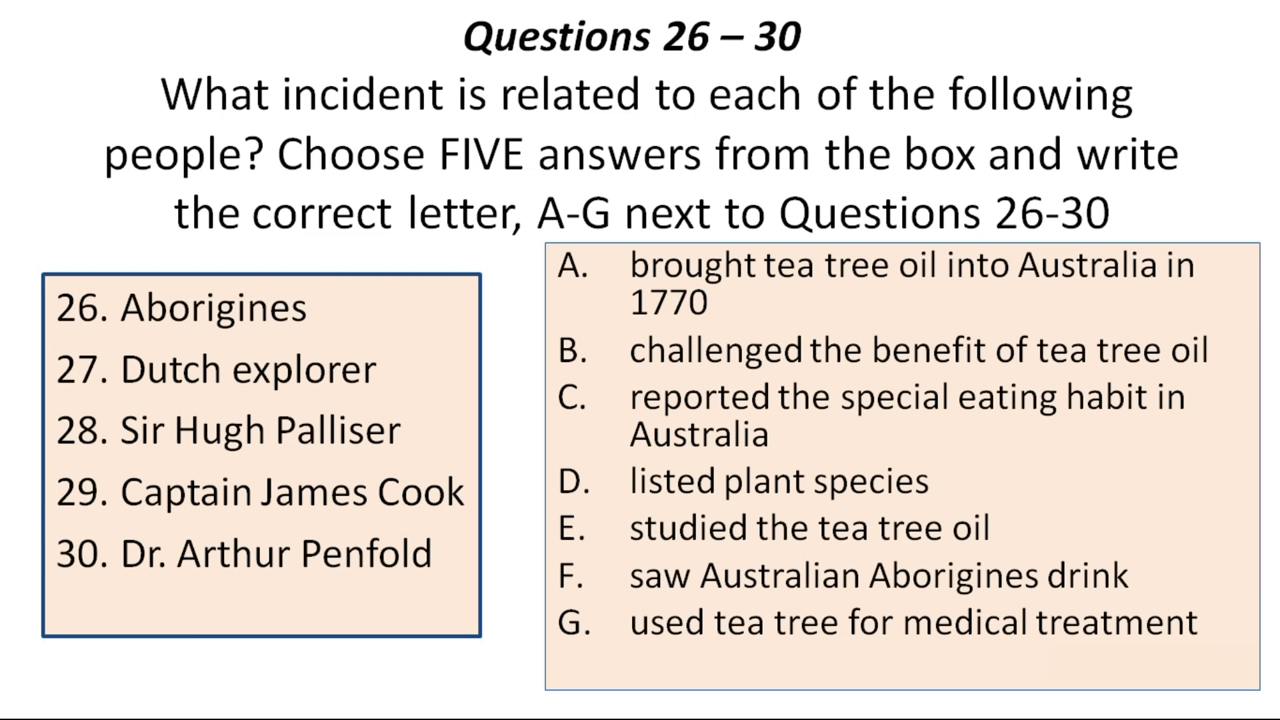 Questions 26 – 30
What incident is related to each of the following
people? Choose FIVE answers from the box and write
the correct letter, A-G next to Questions 26-30
26. Aborigines
27. Dutch explorer
28. Sir Hugh Palliser
29. Captain James Cook
30. Dr. Arthur Penfold
A. brought tea tree oil into Australia in
1770
B. challenged the benefit of tea tree oil
C. reported the special eating habit in
Australia
D. listed plant species
E. studied the tea tree oil
F. saw Australian Aborigines drink
G. used tea tree for medical treatment